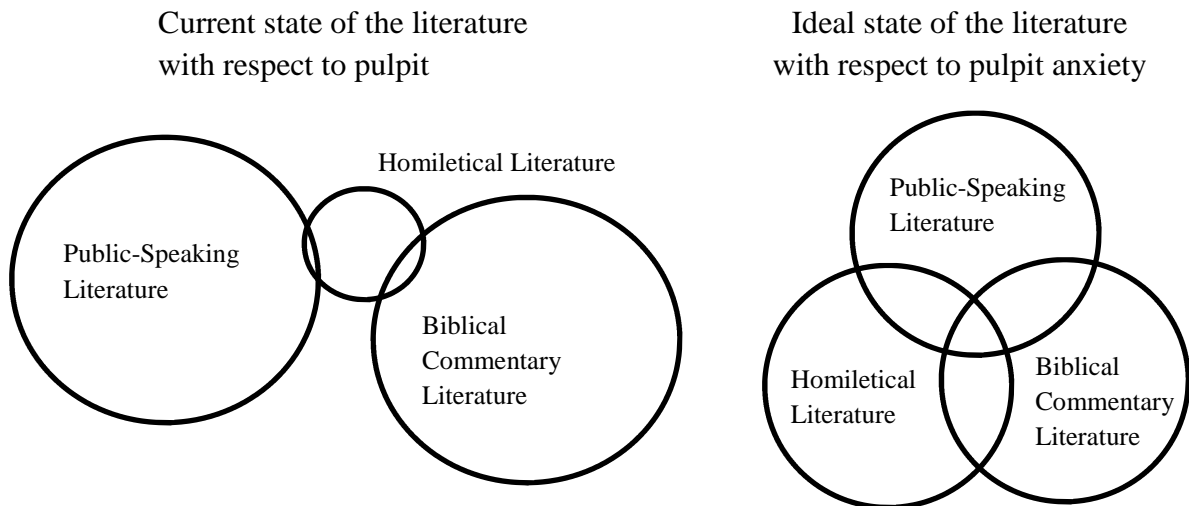 Current state of the literature
with respect to pulpit
Homiletical Literature
Public-Speaking
Literature
Biblical
Commentary
Literature
Ideal state of the literature
with respect to pulpit anxiety
Public-Speaking
Literature
Homiletical
Literature
Biblical
Commentary
Literature